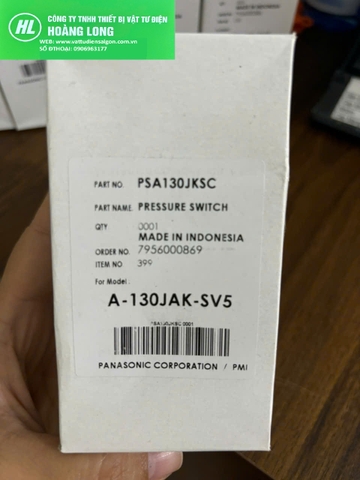 HL
CÔNG TY TNHH THIẾT BỊ VẬT TƯ ĐIỆN
HOÀNG LONG
WEB: www.vattudiensaigon.com.vn
SỐ ĐTHOẠI: 0906963177
PART NO. PSA130JKSC
PART NAME. PRESSURE SWITCH
QTY 0001
MADE IN INDONESIA
ORDER NO. 7956000869
ITEM NO 399
For Model :
A-130JAK-SV5
PSA130JKSC 0001
PANASONIC CORPORATION / PMI